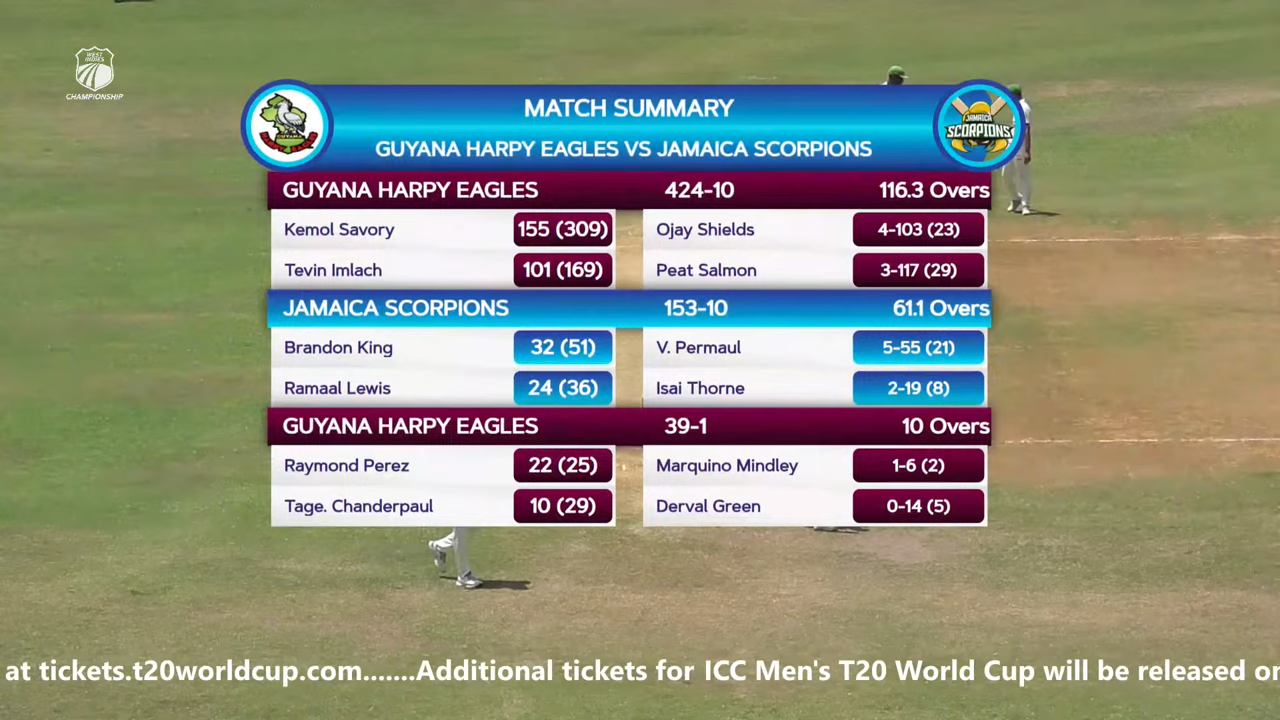 WEST INDIES
CHAMPIONSHIP
MATCH SUMMARY
GUYANA HARPY EAGLES VS JAMAICA SCORPIONS
JAMAICA
SCORPIONS
GUYANA HARPY EAGLES 424-10 116.3 Overs
Kemol Savory 155 (309) Ojay Shields 4-103 (23)
Tevin Imlach 101 (169) Peat Salmon 3-117 (29)
JAMAICA SCORPIONS 153-10 61.1 Overs
Brandon King 32 (51) V. Permaul 5-55 (21)
Ramaal Lewis 24 (36) Isai Thorne 2-19 (8)
GUYANA HARPY EAGLES 39-1 10 Overs
Raymond Perez 22 (25) Marquino Mindley 1-6 (2)
Tage. Chanderpaul 10 (29) Derval Green 0-14 (5)
at tickets.t20worldcup.com.......Additional tickets for ICC Men's T20 World Cup will be released on